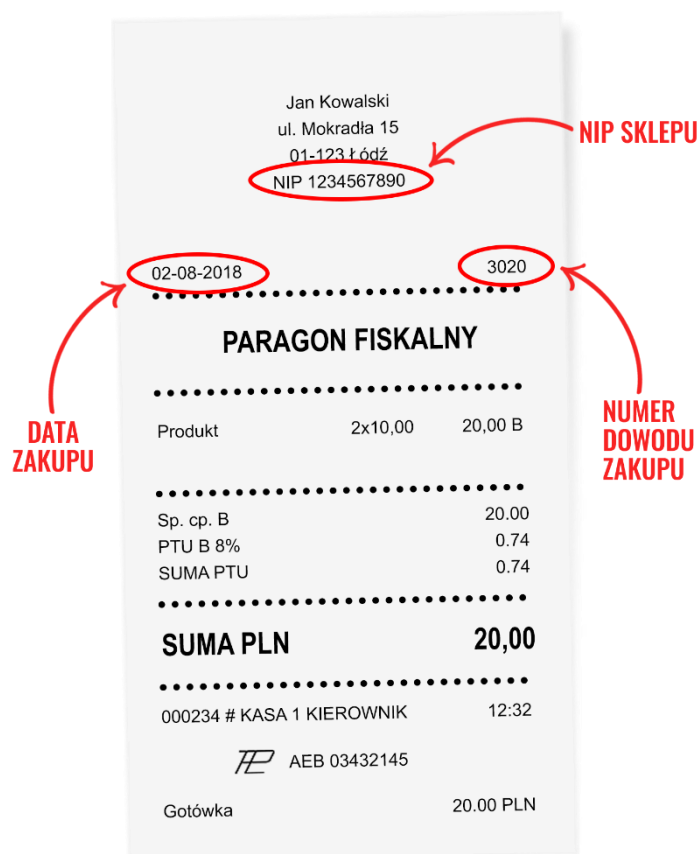 Jan Kowalski
ul. Mokradła 15
01-123 Łódź
NIP 1234567890
NIP SKLEPU
02-08-2018 3020
PARAGON FISKALNY
DATA
ZAKUPU
NUMER
DOWODU
ZAKUPU
Produkt 2x10,00 20,00 B
Sp. cp. B 20.00
PTU B 8% 0.74
SUMA PTU 0.74
SUMA PLN 20,00
000234 # KASA 1 KIEROWNIK 12:32
AEB 03432145
Gotówka 20.00 PLN